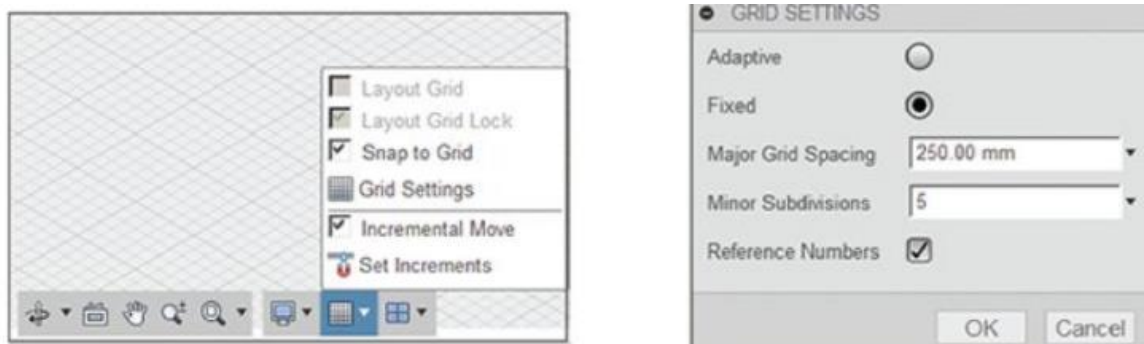 Layout Grid
Layout Grid Lock
Snap to Grid
Grid Settings
Incremental Move
Set Increments
GRID SETTINGS
Adaptive
Fixed
Major Grid Spacing 250.00 mm
Minor Subdivisions 5
Reference Numbers
OK Cancel